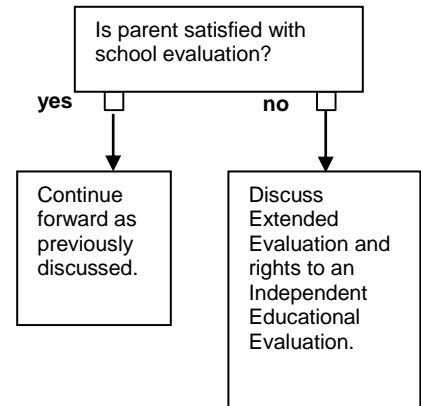 Is parent satisfied with
school evaluation?
yes
no
Continue
forward as
previously
discussed.
Discuss
Extended
Evaluation and
rights to an
Independent
Educational
Evaluation.